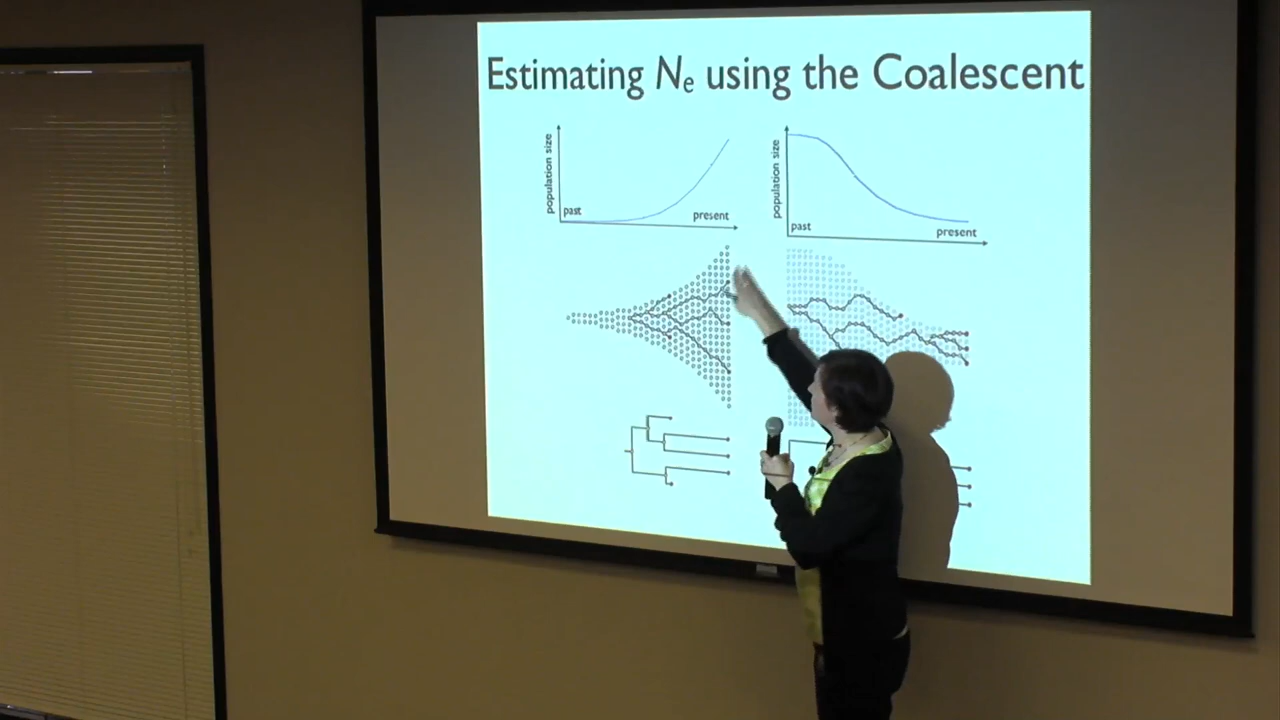 Estimating Ne using the Coalescent
population size
past
present
population size
past
present